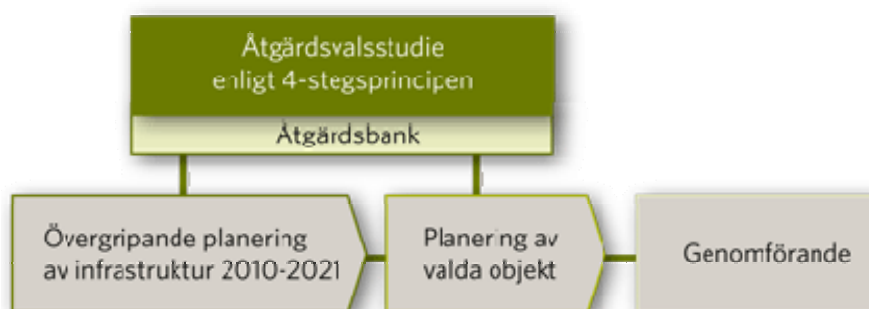 Åtgärdsvalsstudie
enligt 4-stegsprincipen
Åtgärdsbank
Övergripande planering
av infrastruktur 2010-2021
Planering av
valda objekt
Genomförande